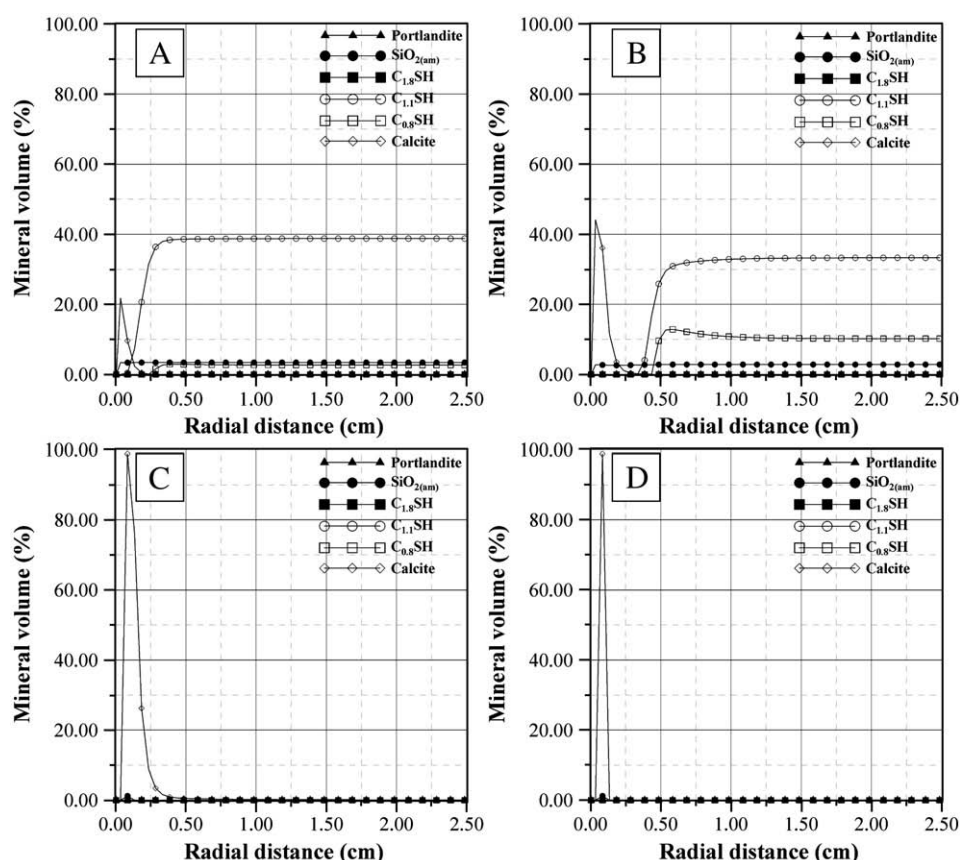 A
Portlandite
SiO2(am)
C1.8SH
C1.1SH
C0.8SH
Calcite
100.00
80.00
60.00
40.00
20.00
0.00
Mineral volume (%)
0.00 0.50 1.00 1.50 2.00 2.50
Radial distance (cm)
B
Portlandite
SiO2(am)
C1.8SH
C1.1SH
C0.8SH
Calcite
100.00
80.00
60.00
40.00
20.00
0.00
Mineral volume (%)
0.00 0.50 1.00 1.50 2.00 2.50
Radial distance (cm)
C
Portlandite
SiO2(am)
C1.8SH
C1.1SH
C0.8SH
Calcite
100.00
80.00
60.00
40.00
20.00
0.00
Mineral volume (%)
0.00 0.50 1.00 1.50 2.00 2.50
Radial distance (cm)
D
Portlandite
SiO2(am)
C1.8SH
C1.1SH
C0.8SH
Calcite
100.00
80.00
60.00
40.00
20.00
0.00
Mineral volume (%)
0.00 0.50 1.00 1.50 2.00 2.50
Radial distance (cm)